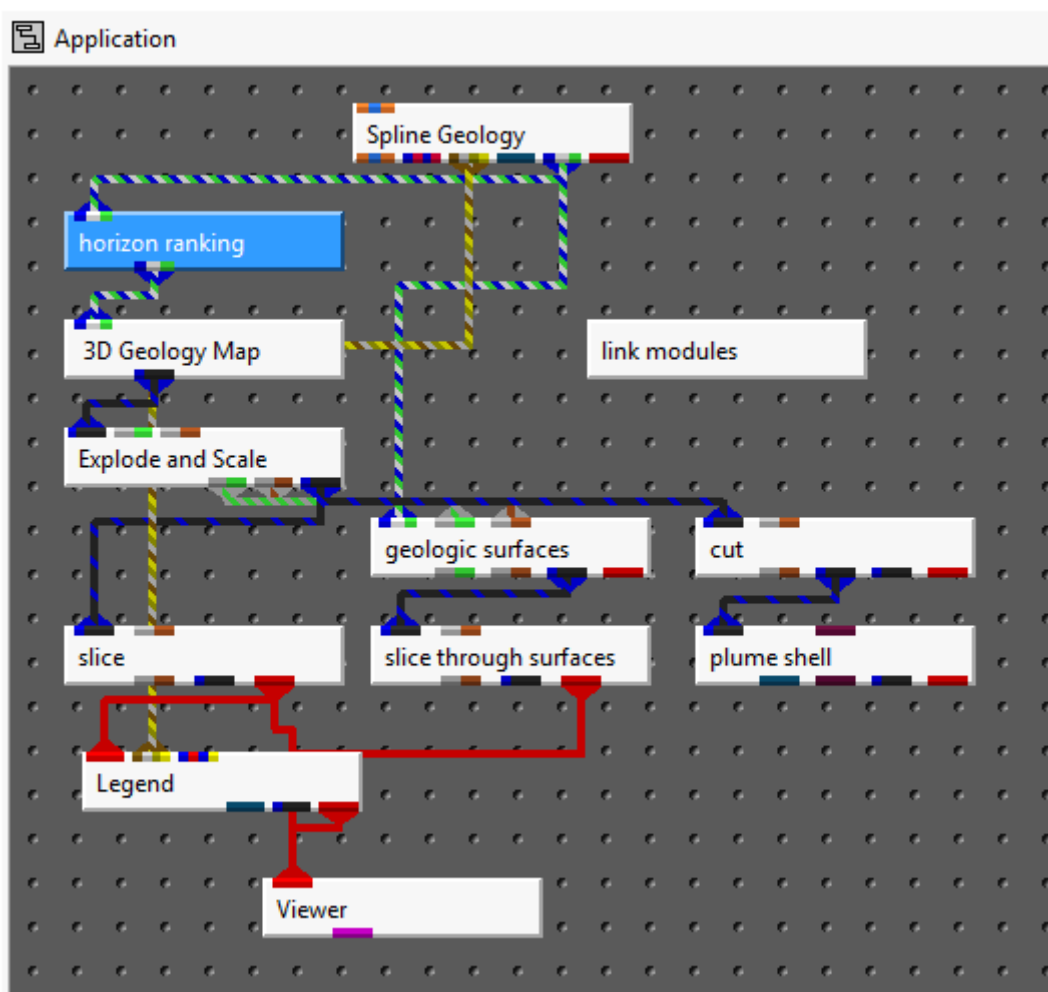 Application
Spline Geology
horizon ranking
3D Geology Map
link modules
Explode and Scale
geologic surfaces
cut
slice
slice through surfaces
plume shell
Legend
Viewer